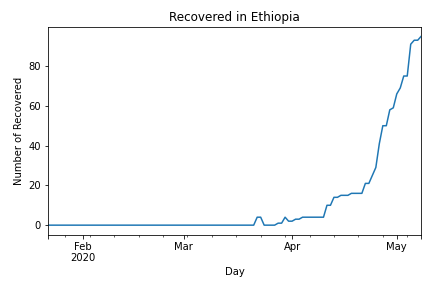 Recovered in Ethiopia
Number of Recovered
80
60
40
20
0
Feb
2020
Mar
Apr
May
Day